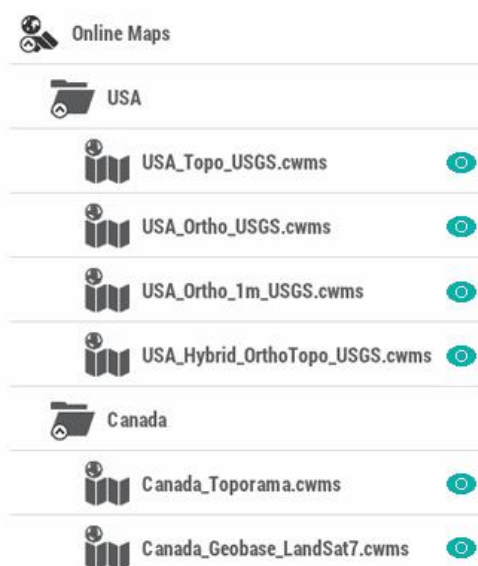 Online Maps
USA
USA_Topo_USGS.cwms
USA_Ortho_USGS.cwms
USA_Ortho_1m_USGS.cwms
USA_Hybrid_OrthoTopo_USGS.cwms
Canada
Canada_Toporama.cwms
Canada_Geobase_LandSat7.cwms